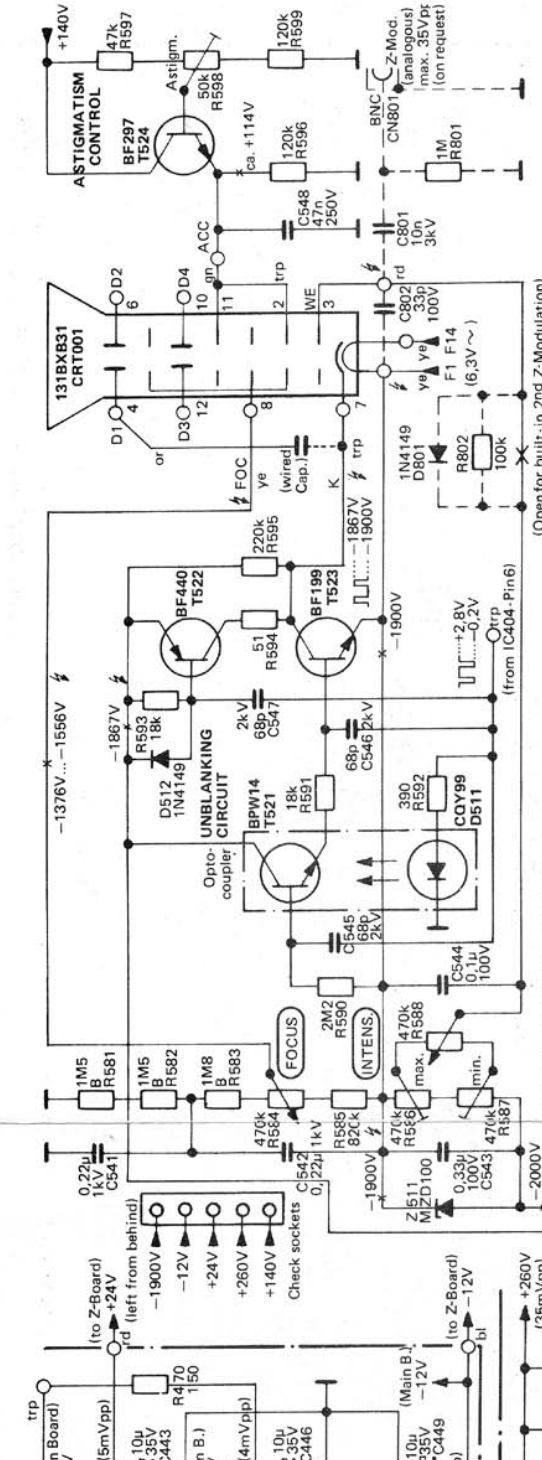 +140V
47k
R597
ASTIGMATISM
CONTROL
Astigm.
50k
R598
120k
R599
BF297
T524
ca. +114V
120k
R596
C548
47n
250V
BNC
CN801
Z-Mod.
(analogous)
max. 35Vpp
(on request)
1M
R801
C801
10n
3kV
ACC
gn
trp
WE
rd
C802
33p
100V
131BXB31
CRT001
D2
6
D4
10
11
2
3
D1
4
D3
12
8
7
ye
ye
F1 F14
(6,3V ~)
or
FOC
ye
(wired
Cap.)
trp
K
1N4149
D801
R802
100k
(Open for built-in 2nd Z-Modulation)
220k
R595
BF440
T522
51
R594
BF199
T523
-1867V
-1900V
-1900V
+2,8V
-0,2V
trp
(from IC404-Pin6)
-1376V...-1556V
-1867V
R593
18k
2kV
68p
C547
D512
1N4149
UNBLANKING
CIRCUIT
BPW14
T521
18k
R591
68p 2kV
C546
390
R592
CQY99
D511
Opto-
coupler
C545
68p
2kV
2M2
R590
C544
0,1µ
100V
FOCUS
INTENS.
470k
R588
max.
min.
1M5
B
R581
1M5
B
R582
1M8
B
R583
470k
R584
R585
820k
470k
R586
470k
R587
0,22µ
1kV
C541
C542
0,22µ
1kV
-1900V
Z511
MZD100
0,33µ
100V
C543
-2000V
(left from behind)
-1900V
-12V
+24V
+260V
+140V
Check sockets
(to Z-Board)
+24V
rd
(to Z-Board)
-12V
bl
+260V
(35mVpp)
trp
n Board)
R470
150
(5mVpp)
10µ
35V
C443
n B.)
(4mVpp)
10µ
35V
C446
(Main B.)
-12V
10µ
35V
C449